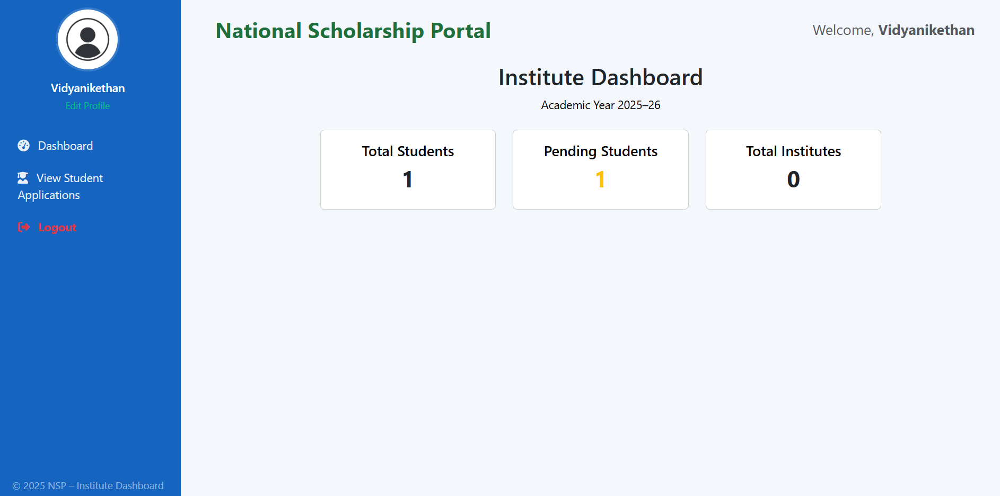 Vidyanikethan
Edit Profile
Dashboard
View Student
Applications
Logout
© 2025 NSP – Institute Dashboard
National Scholarship Portal
Welcome, Vidyanikethan
Institute Dashboard
Academic Year 2025–26
Total Students
1
Pending Students
1
Total Institutes
0